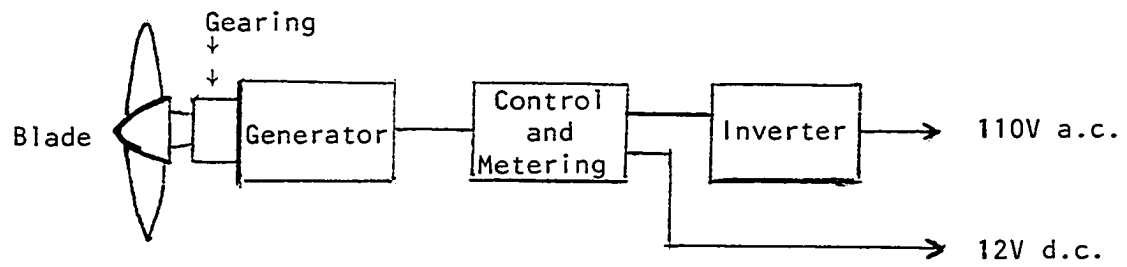 Gearing
Blade
Generator
Control
and
Metering
Inverter
110V a.c.
12V d.c.